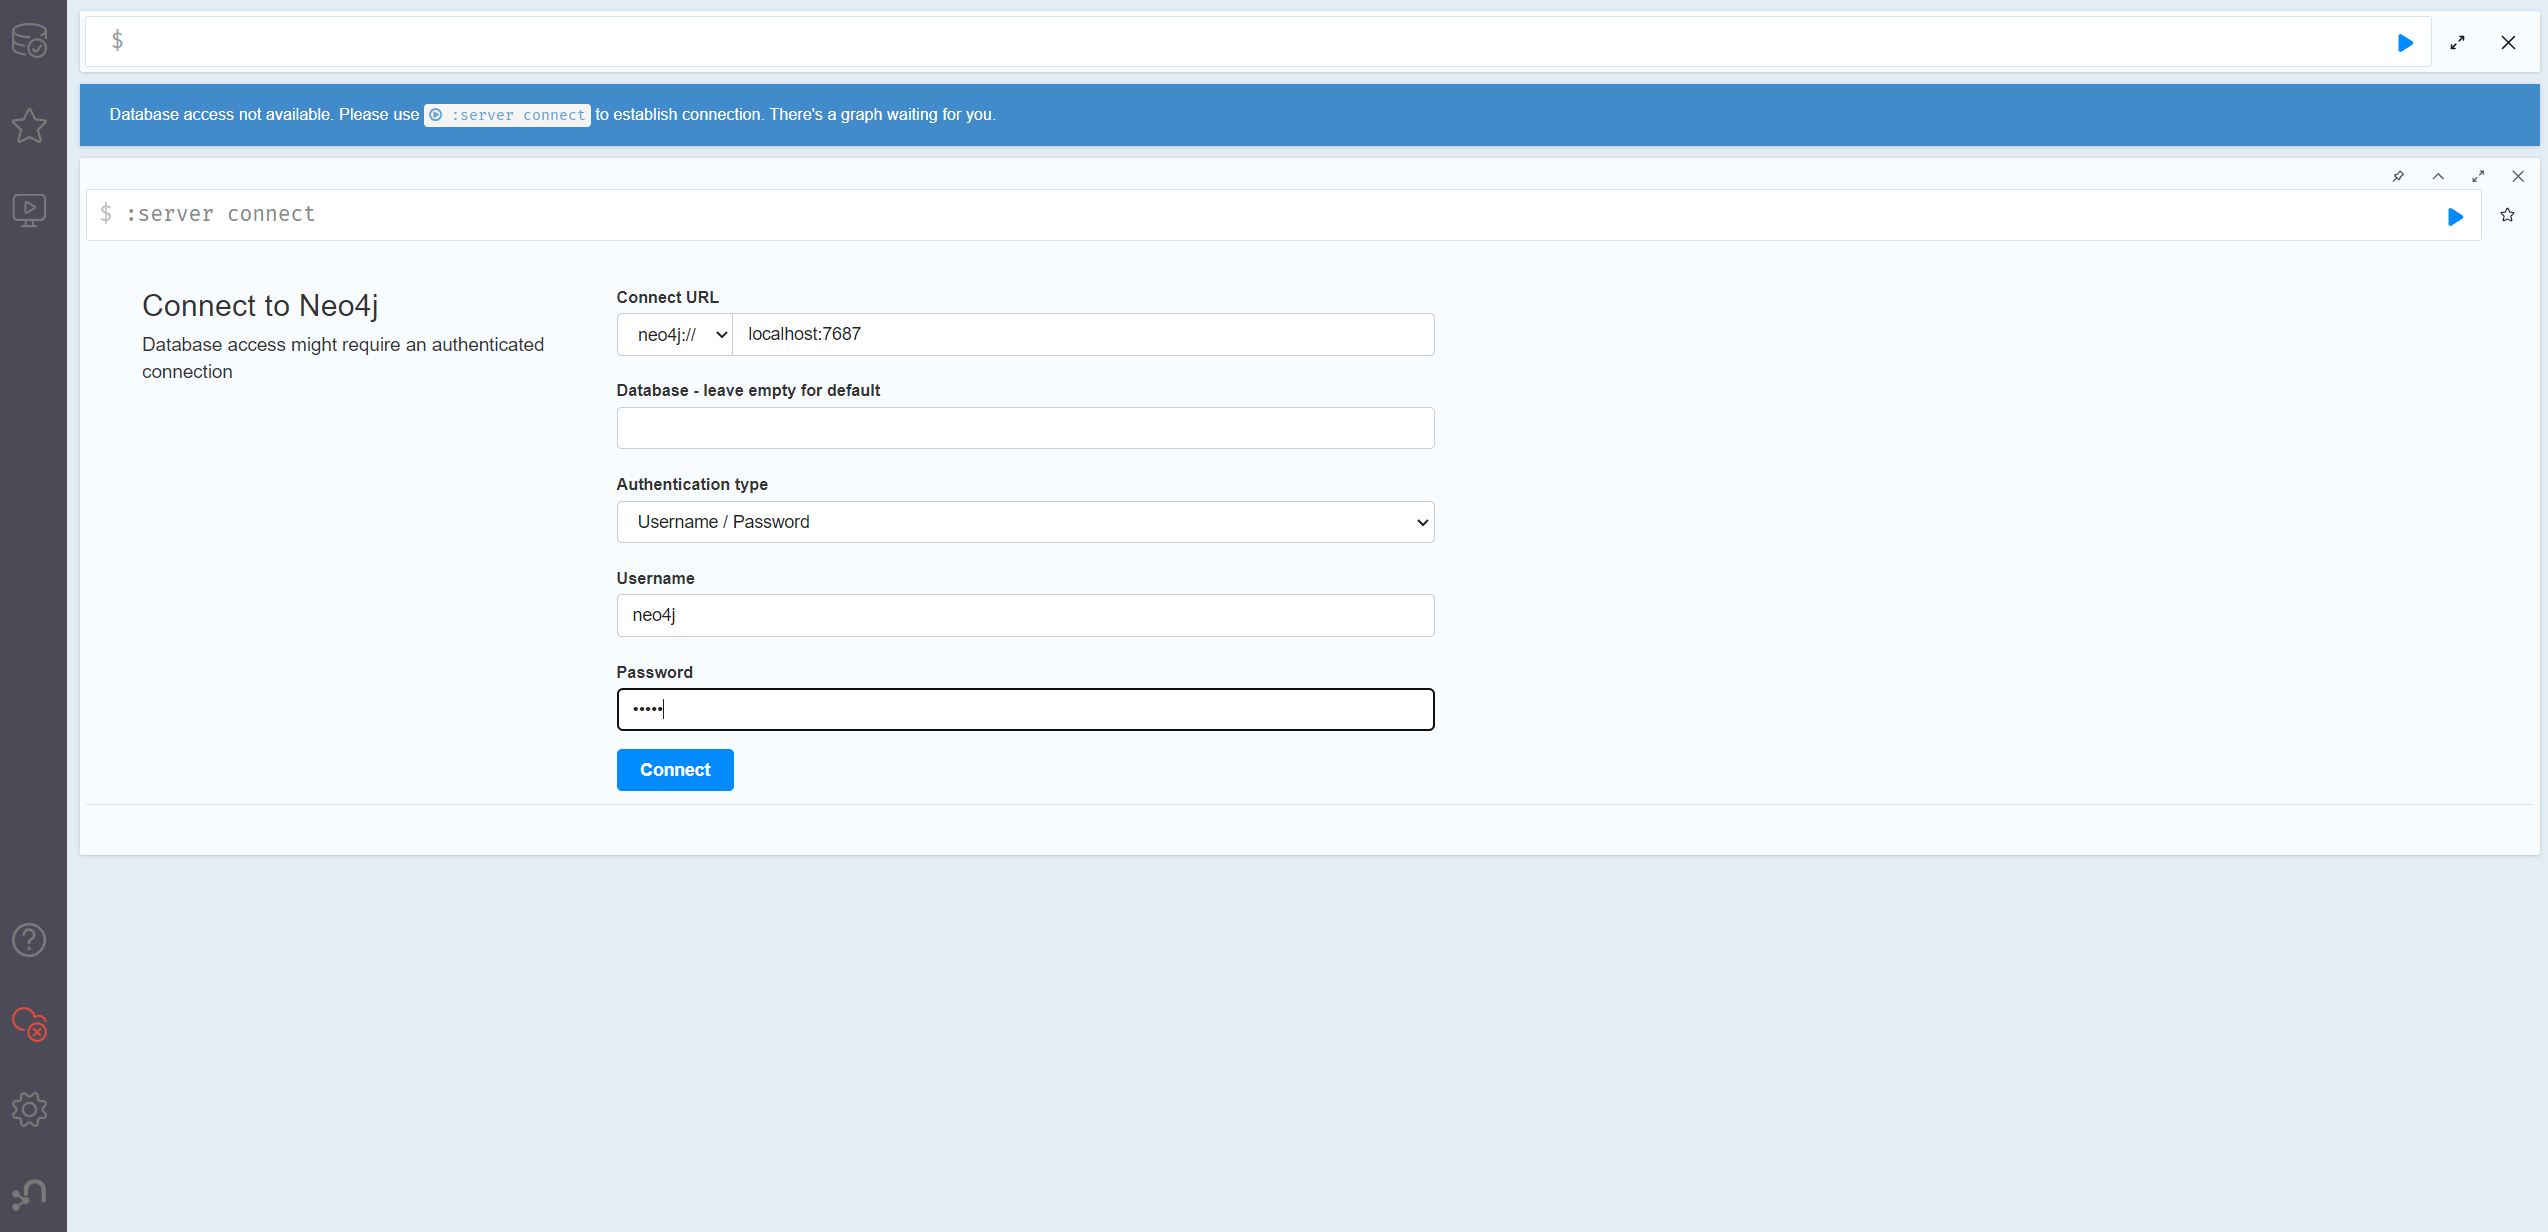 $
Database access not available. Please use :server connect to establish connection. There's a graph waiting for you.
$ :server connect
Connect to Neo4j
Database access might require an authenticated
connection
Connect URL
neo4j://
localhost:7687
Database - leave empty for default
Authentication type
Username / Password
Username
neo4j
Password
•••••
Connect